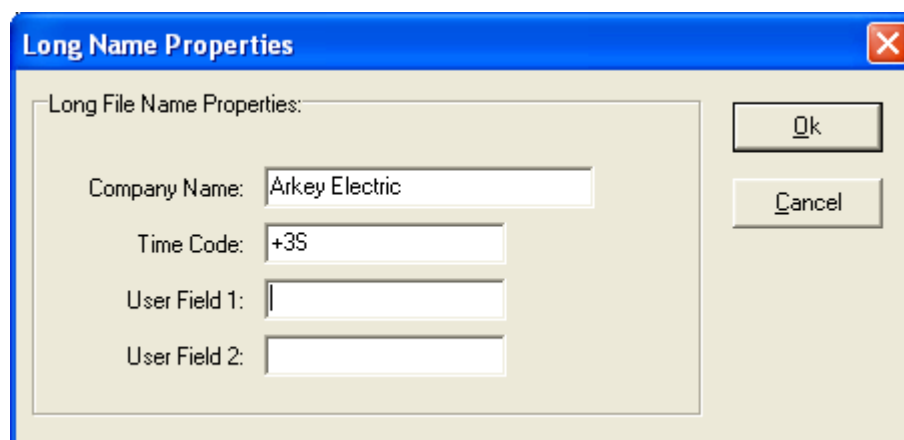 Long Name Properties
Long File Name Properties:
Ok
Company Name: Arkey Electric
Cancel
Time Code: +3S
User Field 1:
User Field 2: